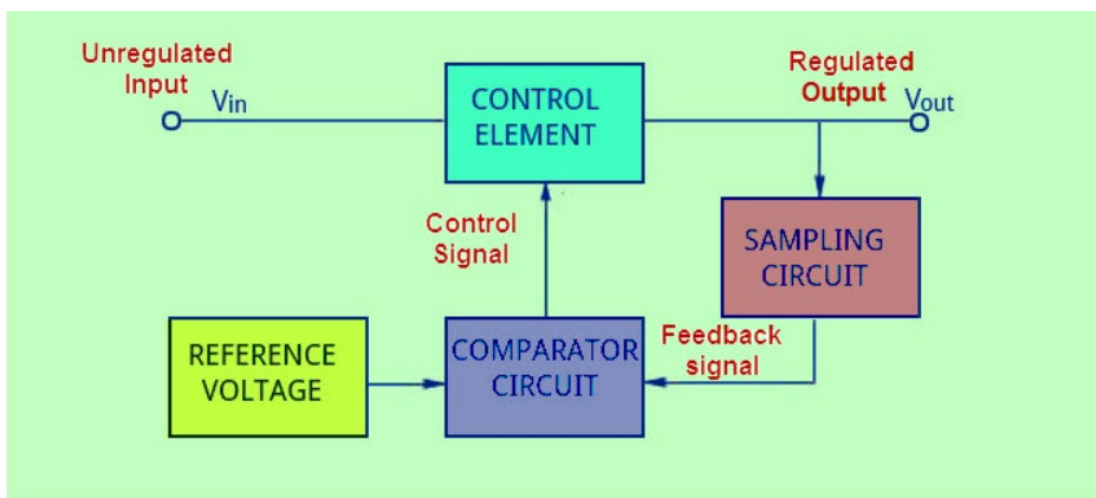 Unregulated
Input
Vin
CONTROL
ELEMENT
Regulated
Output
Vout
Control
Signal
SAMPLING
CIRCUIT
REFERENCE
VOLTAGE
COMPARATOR
CIRCUIT
Feedback
signal